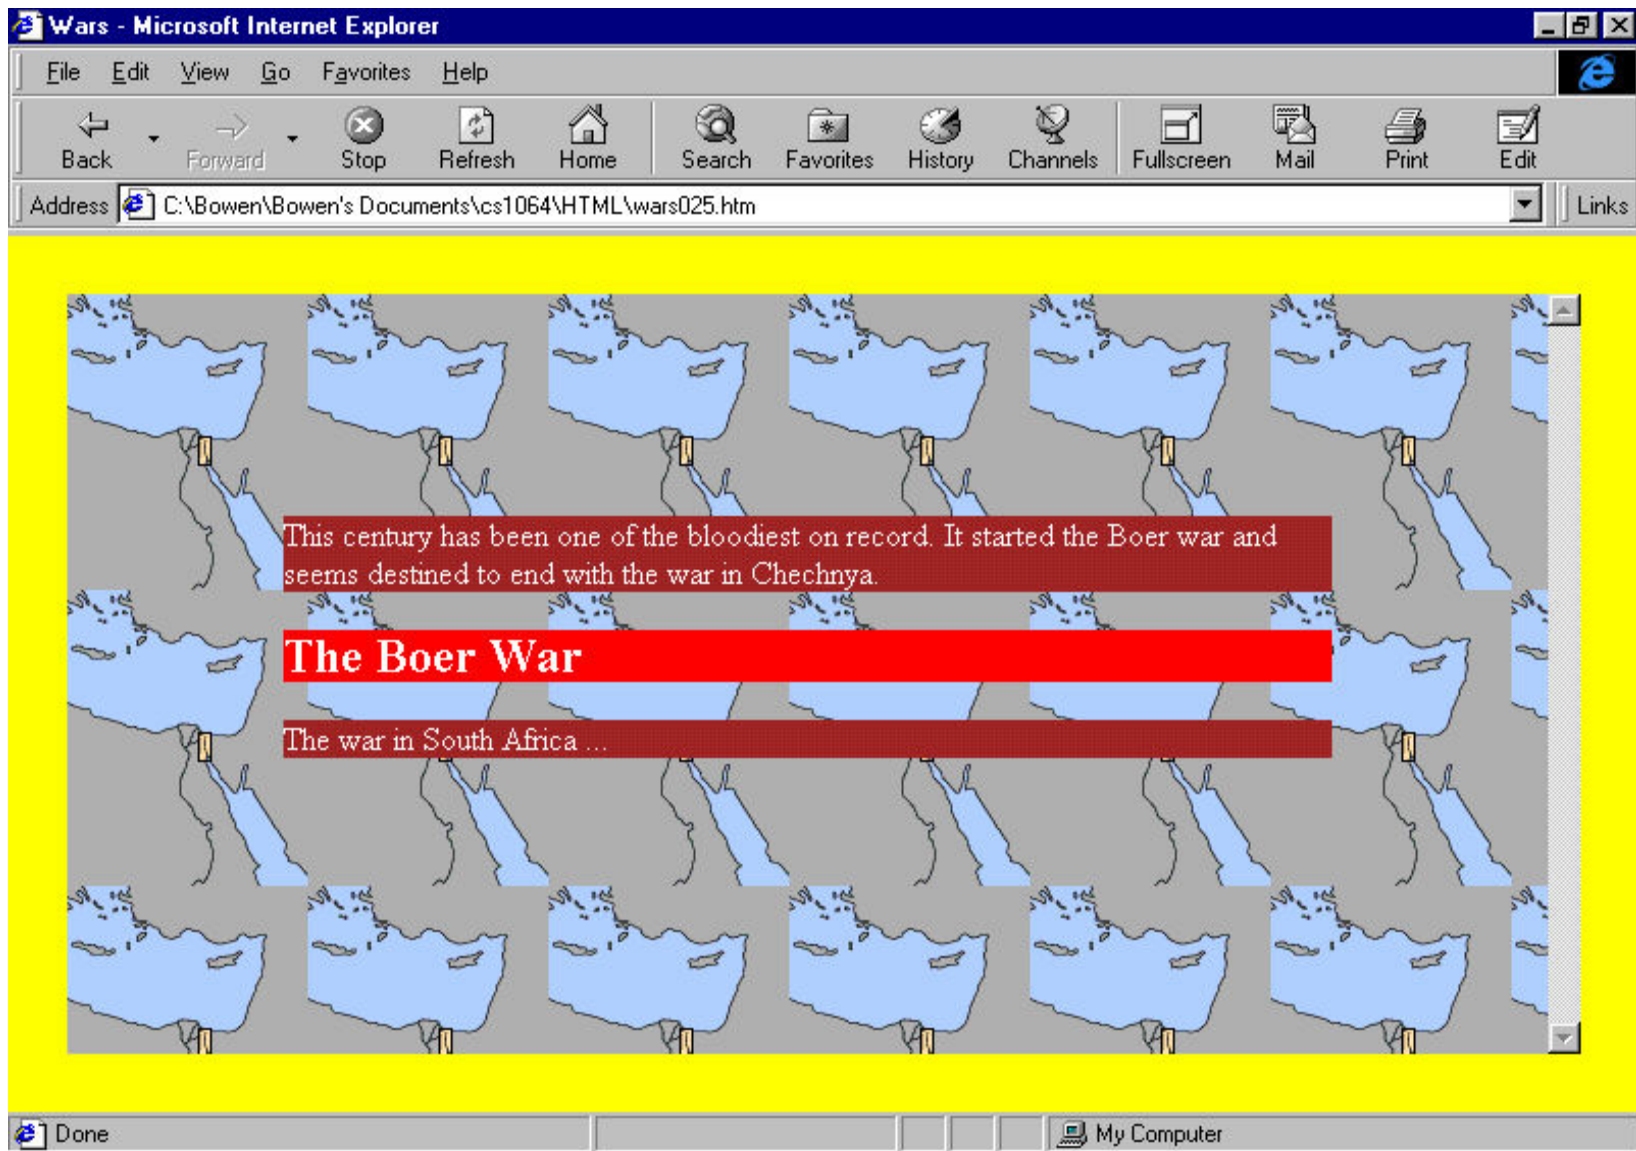 Wars - Microsoft Internet Explorer
File Edit View Go Favorites Help
Back Forward Stop Refresh Home Search Favorites History Channels Fullscreen Mail Print Edit
Address C:\Bowen\Bowen's Documents\cs1064\HTML\wars025.htm Links
This century has been one of the bloodiest on record. It started the Boer war and
seems destined to end with the war in Chechnya.
The Boer War
The war in South Africa ...
Done My Computer